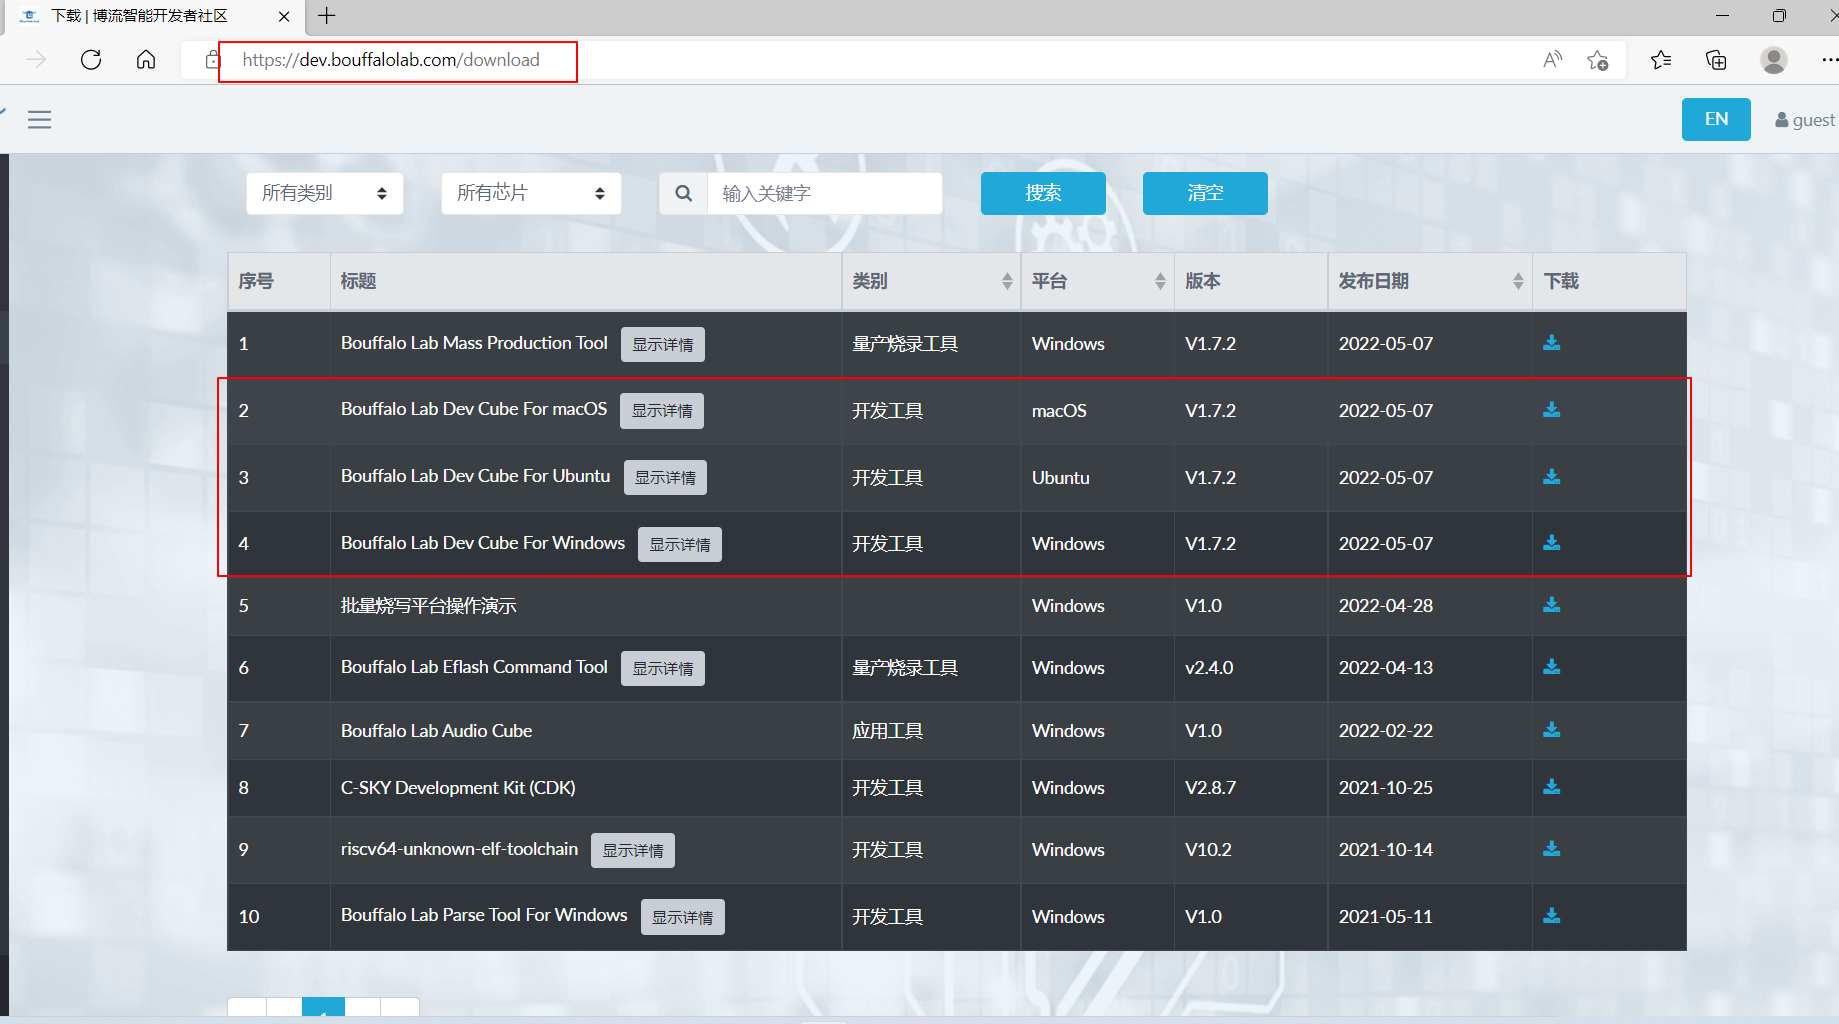 下载 | 博流智能开发者社区
https://dev.bouffalolab.com/download
EN guest
所有类别 所有芯片 输入关键字 搜索 清空
序号 标题 类别 平台 版本 发布日期 下载
1 Bouffalo Lab Mass Production Tool 显示详情 量产烧录工具 Windows V1.7.2 2022-05-07
2 Bouffalo Lab Dev Cube For macOS 显示详情 开发工具 macOS V1.7.2 2022-05-07
3 Bouffalo Lab Dev Cube For Ubuntu 显示详情 开发工具 Ubuntu V1.7.2 2022-05-07
4 Bouffalo Lab Dev Cube For Windows 显示详情 开发工具 Windows V1.7.2 2022-05-07
5 批量烧写平台操作演示 Windows V1.0 2022-04-28
6 Bouffalo Lab Eflash Command Tool 显示详情 量产烧录工具 Windows v2.4.0 2022-04-13
7 Bouffalo Lab Audio Cube 应用工具 Windows V1.0 2022-02-22
8 C-SKY Development Kit (CDK) 开发工具 Windows V2.8.7 2021-10-25
9 riscv64-unknown-elf-toolchain 显示详情 开发工具 Windows V10.2 2021-10-14
10 Bouffalo Lab Parse Tool For Windows 显示详情 开发工具 Windows V1.0 2021-05-11